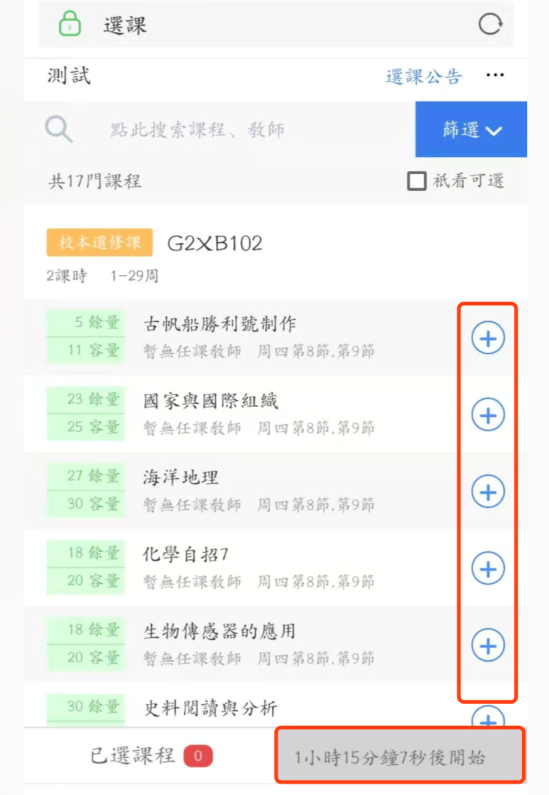 選課
測試 選課公告 ···
點此搜索課程、教師 篩選
共17門課程 祇看可選
校本選修課 G2XB102
2課時 1-29周
5 餘量 古帆船勝利號制作
11 容量 暫無任課教師 周四第8節,第9節
23 餘量 國家與國際組織
25 容量 暫無任課教師 周四第8節,第9節
27 餘量 海洋地理
30 容量 暫無任課教師 周四第8節,第9節
18 餘量 化學自招7
20 容量 暫無任課教師 周四第8節,第9節
18 餘量 生物傳感器的應用
20 容量 暫無任課教師 周四第8節,第9節
30 餘量 史料閱讀與分析
已選課程 0 1小時15分鐘7秒後開始